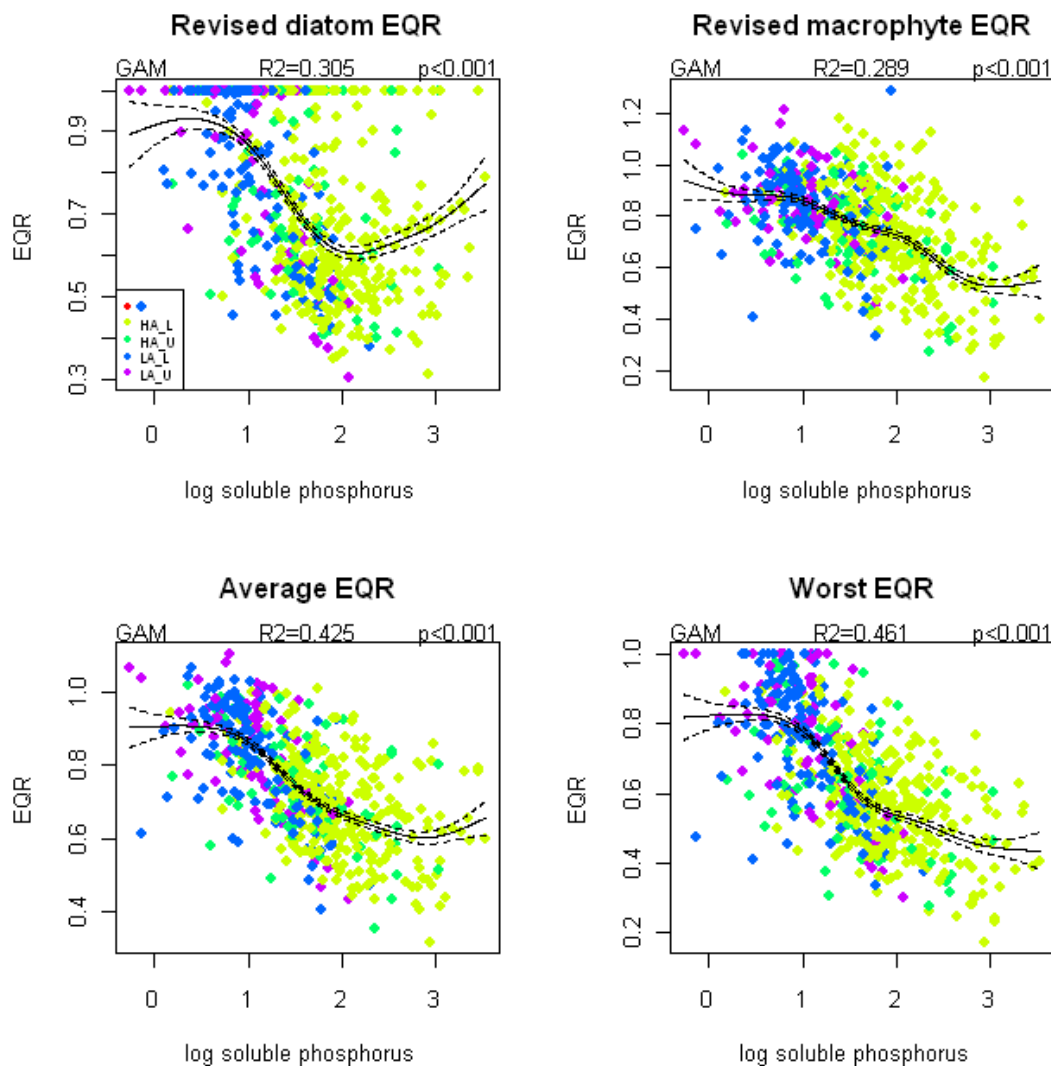 Revised diatom EQR
GAM R2=0.305 p<0.001
EQR
0.9
0.7
0.5
0.3
HA_L
HA_U
LA_L
LA_U
0 1 2 3
log soluble phosphorus
Revised macrophyte EQR
GAM R2=0.289 p<0.001
EQR
1.2
1.0
0.8
0.6
0.4
0.2
0 1 2 3
log soluble phosphorus
Average EQR
GAM R2=0.425 p<0.001
EQR
1.0
0.8
0.6
0.4
0 1 2 3
log soluble phosphorus
Worst EQR
GAM R2=0.461 p<0.001
EQR
1.0
0.8
0.6
0.4
0.2
0 1 2 3
log soluble phosphorus